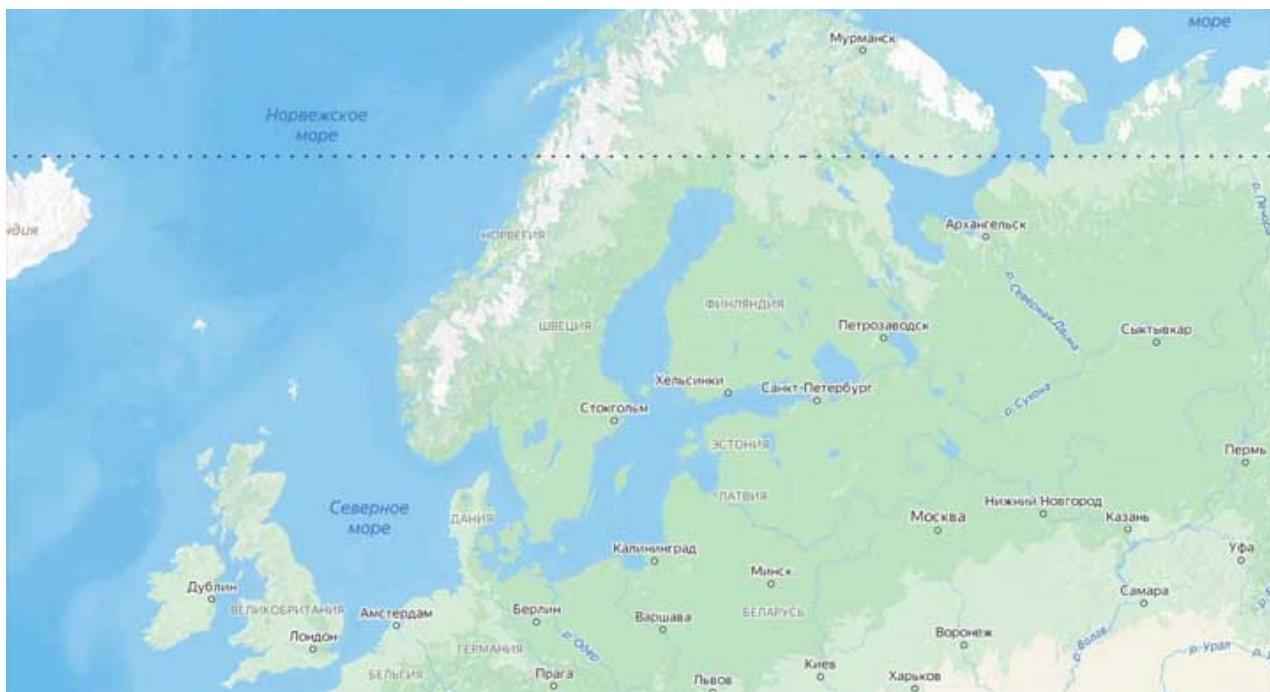 море
Мурманск
Норвежское
море
р. Печора
ндия
Архангельск
НОРВЕГИЯ
р. Северная Двина
ФИНЛЯНДИЯ
ШВЕЦИЯ
Петрозаводск
Сыктывкар
Хельсинки
Санкт-Петербург
р. Сухона
Стокгольм
ЭСТОНИЯ
Пермь
ЛАТВИЯ
Северное
море
ДАНИЯ
Нижний Новгород
Москва
Казань
Калининград
Уфа
Минск
Дублин
Самара
ВЕЛИКОБРИТАНИЯ
Амстердам
Берлин
Варшава
БЕЛАРУСЬ
Лондон
р. Одер
Воронеж
р. Волга
ГЕРМАНИЯ
р. Урал
БЕЛЬГИЯ
Прага
Львов
Киев
Харьков